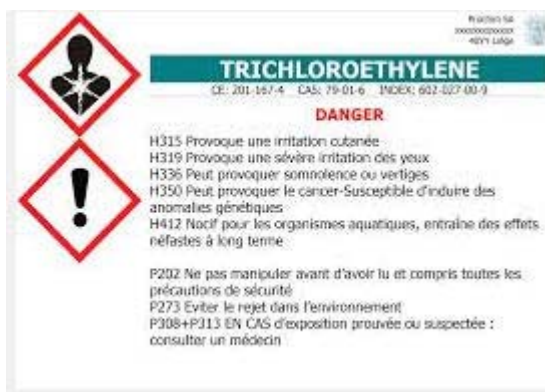 TRICHLOROETHYLENE
CE: 201-167-4 CAS: 79-01-6 INDEX: 602-027-00-9
DANGER
H315 Provoque une irritation cutanée
H319 Provoque une sévère irritation des yeux
H336 Peut provoquer somnolence ou vertiges
H350 Peut provoquer le cancer-Susceptible d'induire des
anomalies génétiques
H412 Nocif pour les organismes aquatiques, entraîne des effets
néfastes à long terme
P202 Ne pas manipuler avant d'avoir lu et compris toutes les
précautions de sécurité
P273 Eviter le rejet dans l'environnement
P308+P313 EN CAS d'exposition prouvée ou suspectée :
consulter un médecin